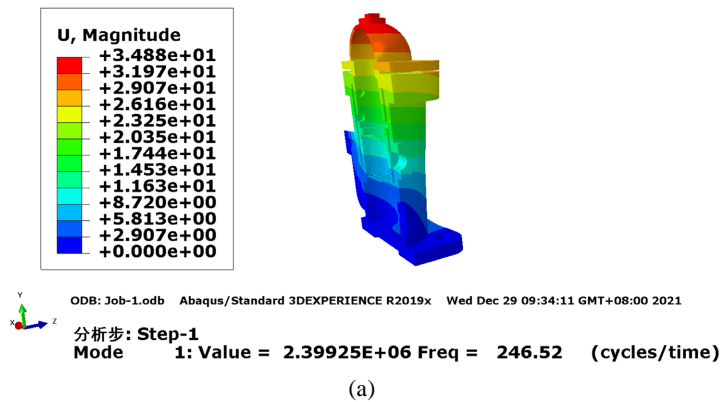 U, Magnitude
+3.488e+01
+3.197e+01
+2.907e+01
+2.616e+01
+2.325e+01
+2.035e+01
+1.744e+01
+1.453e+01
+1.163e+01
+8.720e+00
+5.813e+00
+2.907e+00
+0.000e+00
Y
X
Z
ODB: Job-1.odb Abaqus/Standard 3DEXPERIENCE R2019x Wed Dec 29 09:34:11 GMT+08:00 2021
分析步: Step-1
Mode 1: Value = 2.39925E+06 Freq = 246.52 (cycles/time)
(a)